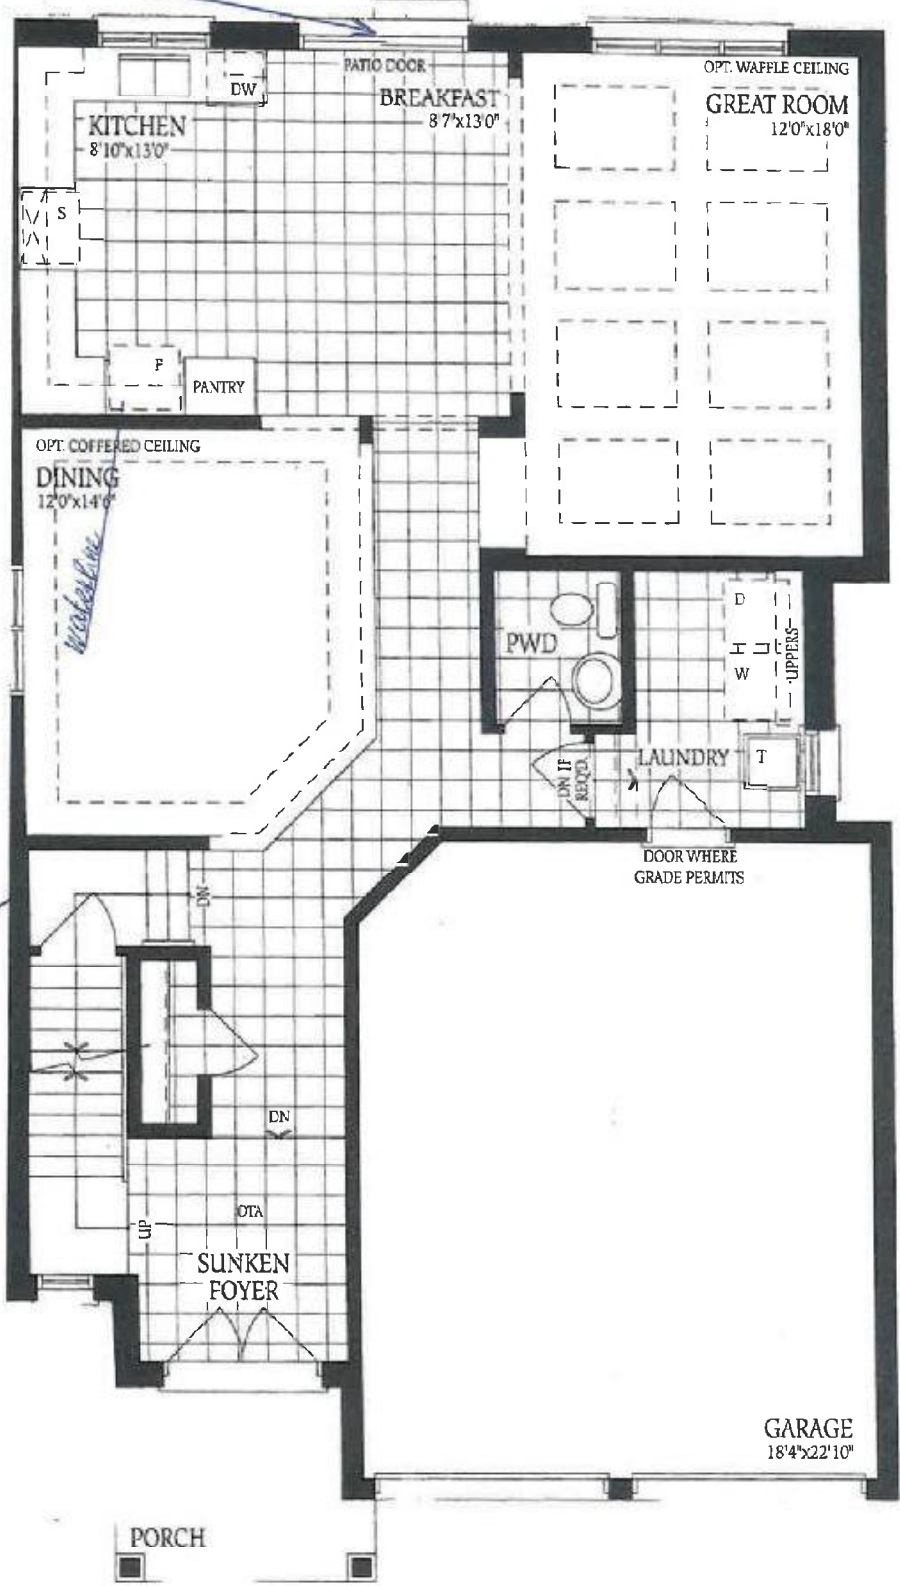 PATIO DOOR
OPT. WAFFLE CEILING
DW
BREAKFAST
8'7"x13'0"
GREAT ROOM
12'0"x18'0"
KITCHEN
8'10"x13'0"
S
F
PANTRY
OPT. COFFERED CEILING
DINING
12'0"x14'6"
waterline
D
W
UPPERS
PWD
LAUNDRY
T
DN IF
REQ'D.
DOOR WHERE
GRADE PERMITS
DN
DN
UP
OTA
SUNKEN
FOYER
GARAGE
18'4"x22'10"
PORCH